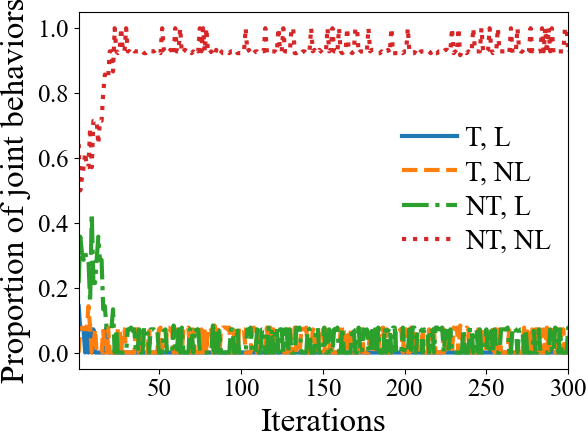 Proportion of joint behaviors
1.0
0.8
0.6
0.4
0.2
0.0
T, L
T, NL
NT, L
NT, NL
50 100 150 200 250 300
Iterations